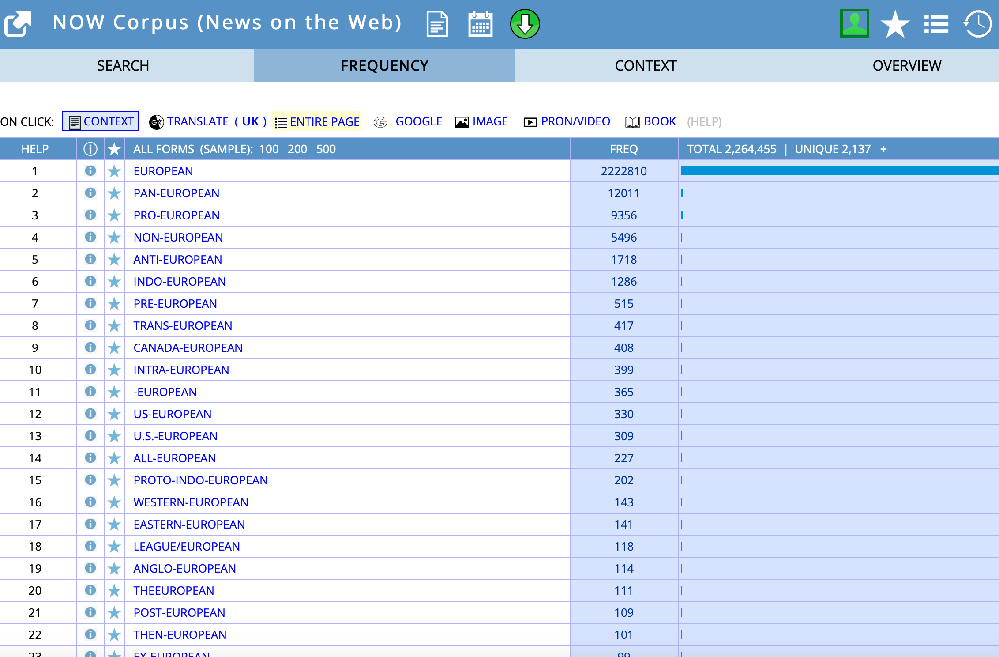 NOW Corpus (News on the Web)
SEARCH FREQUENCY CONTEXT OVERVIEW
ON CLICK: CONTEXT TRANSLATE ( UK ) ENTIRE PAGE GOOGLE IMAGE PRON/VIDEO BOOK (HELP)
HELP ALL FORMS (SAMPLE): 100 200 500 FREQ TOTAL 2,264,455 | UNIQUE 2,137 +
1 EUROPEAN 2222810
2 PAN-EUROPEAN 12011
3 PRO-EUROPEAN 9356
4 NON-EUROPEAN 5496
5 ANTI-EUROPEAN 1718
6 INDO-EUROPEAN 1286
7 PRE-EUROPEAN 515
8 TRANS-EUROPEAN 417
9 CANADA-EUROPEAN 408
10 INTRA-EUROPEAN 399
11 -EUROPEAN 365
12 US-EUROPEAN 330
13 U.S.-EUROPEAN 309
14 ALL-EUROPEAN 227
15 PROTO-INDO-EUROPEAN 202
16 WESTERN-EUROPEAN 143
17 EASTERN-EUROPEAN 141
18 LEAGUE/EUROPEAN 118
19 ANGLO-EUROPEAN 114
20 THEEUROPEAN 111
21 POST-EUROPEAN 109
22 THEN-EUROPEAN 101
23 EX-EUROPEAN 99